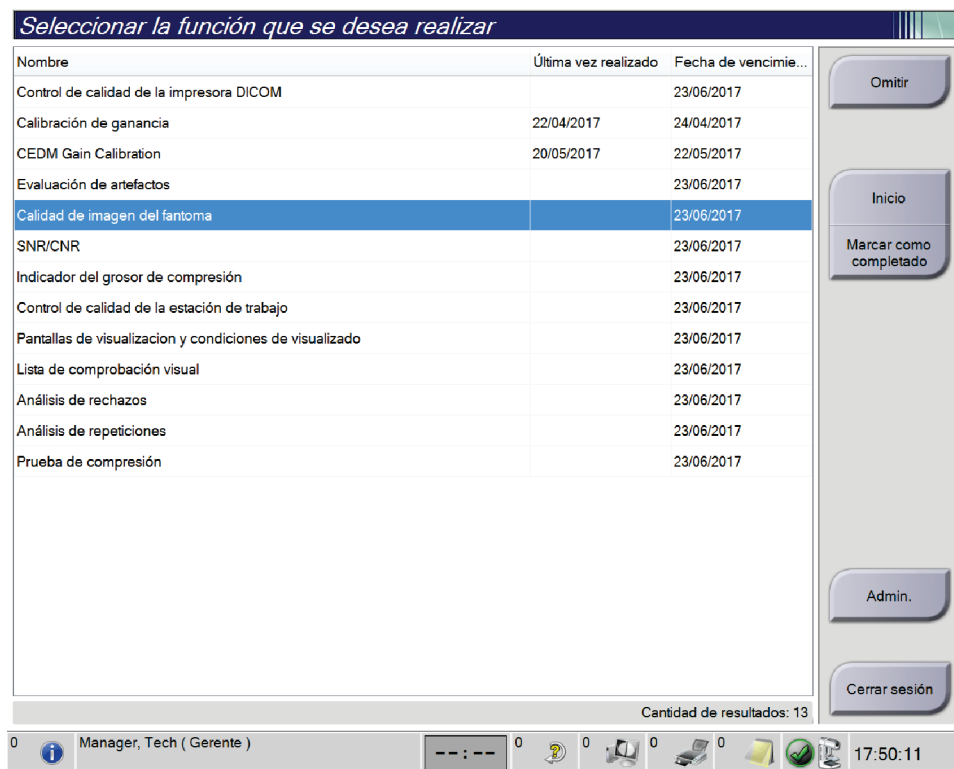 Seleccionar la función que se desea realizar
Nombre Última vez realizado Fecha de vencimie...
Control de calidad de la impresora DICOM 23/06/2017
Calibración de ganancia 22/04/2017 24/04/2017
CEDM Gain Calibration 20/05/2017 22/05/2017
Evaluación de artefactos 23/06/2017
Calidad de imagen del fantoma 23/06/2017
SNR/CNR 23/06/2017
Indicador del grosor de compresión 23/06/2017
Control de calidad de la estación de trabajo 23/06/2017
Pantallas de visualizacion y condiciones de visualizado 23/06/2017
Lista de comprobación visual 23/06/2017
Análisis de rechazos 23/06/2017
Análisis de repeticiones 23/06/2017
Prueba de compresión 23/06/2017
Cantidad de resultados: 13
Omitir
Inicio
Marcar como
completado
Admin.
Cerrar sesión
0 Manager, Tech ( Gerente ) --:-- 0 0 0 0 17:50:11